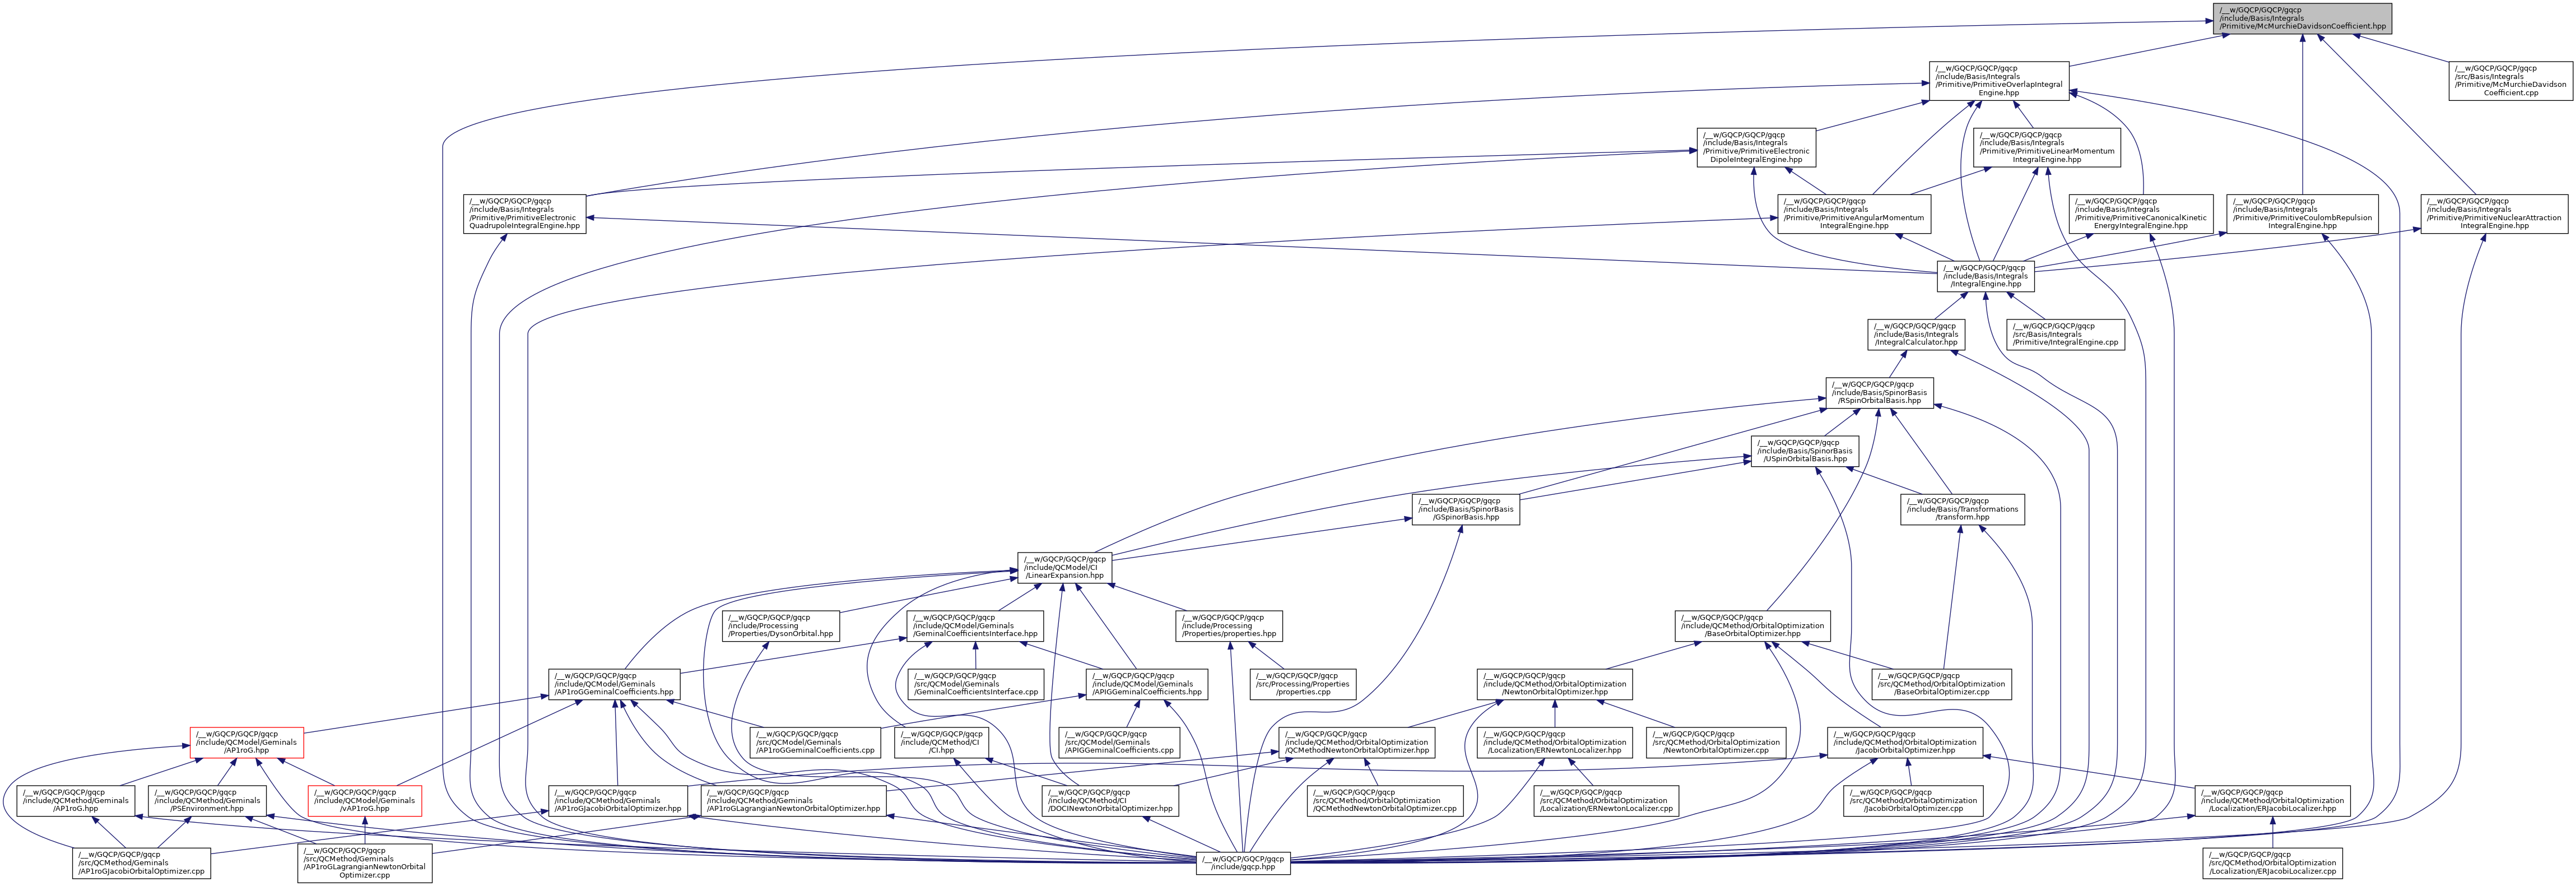 /__w/GQCP/GQCP/gqcp
/include/Basis/Integrals
/Primitive/McMurchieDavidsonCoefficient.hpp
/__w/GQCP/GQCP/gqcp
/include/Basis/Integrals
/Primitive/PrimitiveOverlapIntegral
Engine.hpp
/__w/GQCP/GQCP/gqcp
/src/Basis/Integrals
/Primitive/McMurchieDavidson
Coefficient.cpp
/__w/GQCP/GQCP/gqcp
/include/Basis/Integrals
/Primitive/PrimitiveElectronic
DipoleIntegralEngine.hpp
/__w/GQCP/GQCP/gqcp
/include/Basis/Integrals
/Primitive/PrimitiveLinearMomentum
IntegralEngine.hpp
/__w/GQCP/GQCP/gqcp
/include/Basis/Integrals
/Primitive/PrimitiveElectronic
QuadrupoleIntegralEngine.hpp
/__w/GQCP/GQCP/gqcp
/include/Basis/Integrals
/Primitive/PrimitiveAngularMomentum
IntegralEngine.hpp
/__w/GQCP/GQCP/gqcp
/include/Basis/Integrals
/Primitive/PrimitiveCanonicalKinetic
EnergyIntegralEngine.hpp
/__w/GQCP/GQCP/gqcp
/include/Basis/Integrals
/Primitive/PrimitiveCoulombRepulsion
IntegralEngine.hpp
/__w/GQCP/GQCP/gqcp
/include/Basis/Integrals
/Primitive/PrimitiveNuclearAttraction
IntegralEngine.hpp
/__w/GQCP/GQCP/gqcp
/include/Basis/Integrals
/IntegralEngine.hpp
/__w/GQCP/GQCP/gqcp
/include/Basis/Integrals
/IntegralCalculator.hpp
/__w/GQCP/GQCP/gqcp
/src/Basis/Integrals
/Primitive/IntegralEngine.cpp
/__w/GQCP/GQCP/gqcp
/include/Basis/SpinorBasis
/RSpinOrbitalBasis.hpp
/__w/GQCP/GQCP/gqcp
/include/Basis/SpinorBasis
/USpinOrbitalBasis.hpp
/__w/GQCP/GQCP/gqcp
/include/Basis/SpinorBasis
/GSpinorBasis.hpp
/__w/GQCP/GQCP/gqcp
/include/Basis/Transformations
/transform.hpp
/__w/GQCP/GQCP/gqcp
/include/QCModel/CI
/LinearExpansion.hpp
/__w/GQCP/GQCP/gqcp
/include/Processing
/Properties/DysonOrbital.hpp
/__w/GQCP/GQCP/gqcp
/include/QCModel/Geminals
/GeminalCoefficientsInterface.hpp
/__w/GQCP/GQCP/gqcp
/include/Processing
/Properties/properties.hpp
/__w/GQCP/GQCP/gqcp
/include/QCMethod/OrbitalOptimization
/BaseOrbitalOptimizer.hpp
/__w/GQCP/GQCP/gqcp
/include/QCModel/Geminals
/AP1roGGeminalCoefficients.hpp
/__w/GQCP/GQCP/gqcp
/src/QCModel/Geminals
/GeminalCoefficientsInterface.cpp
/__w/GQCP/GQCP/gqcp
/include/QCModel/Geminals
/APIGGeminalCoefficients.hpp
/__w/GQCP/GQCP/gqcp
/src/Processing/Properties
/properties.cpp
/__w/GQCP/GQCP/gqcp
/include/QCMethod/OrbitalOptimization
/NewtonOrbitalOptimizer.hpp
/__w/GQCP/GQCP/gqcp
/src/QCMethod/OrbitalOptimization
/BaseOrbitalOptimizer.cpp
/__w/GQCP/GQCP/gqcp
/include/QCModel/Geminals
/AP1roG.hpp
/__w/GQCP/GQCP/gqcp
/src/QCModel/Geminals
/AP1roGGeminalCoefficients.cpp
/__w/GQCP/GQCP/gqcp
/include/QCMethod/CI
/CI.hpp
/__w/GQCP/GQCP/gqcp
/src/QCModel/Geminals
/APIGGeminalCoefficients.cpp
/__w/GQCP/GQCP/gqcp
/include/QCMethod/OrbitalOptimization
/QCMethodNewtonOrbitalOptimizer.hpp
/__w/GQCP/GQCP/gqcp
/include/QCMethod/OrbitalOptimization
/Localization/ERNewtonLocalizer.hpp
/__w/GQCP/GQCP/gqcp
/src/QCMethod/OrbitalOptimization
/NewtonOrbitalOptimizer.cpp
/__w/GQCP/GQCP/gqcp
/include/QCMethod/OrbitalOptimization
/JacobiOrbitalOptimizer.hpp
/__w/GQCP/GQCP/gqcp
/include/QCMethod/Geminals
/AP1roG.hpp
/__w/GQCP/GQCP/gqcp
/include/QCMethod/Geminals
/PSEnvironment.hpp
/__w/GQCP/GQCP/gqcp
/include/QCModel/Geminals
/vAP1roG.hpp
/__w/GQCP/GQCP/gqcp
/include/QCMethod/Geminals
/AP1roGJacobiOrbitalOptimizer.hpp
/__w/GQCP/GQCP/gqcp
/include/QCMethod/Geminals
/AP1roGLagrangianNewtonOrbitalOptimizer.hpp
/__w/GQCP/GQCP/gqcp
/include/QCMethod/CI
/DOCINewtonOrbitalOptimizer.hpp
/__w/GQCP/GQCP/gqcp
/src/QCMethod/OrbitalOptimization
/QCMethodNewtonOrbitalOptimizer.cpp
/__w/GQCP/GQCP/gqcp
/src/QCMethod/OrbitalOptimization
/Localization/ERNewtonLocalizer.cpp
/__w/GQCP/GQCP/gqcp
/src/QCMethod/OrbitalOptimization
/JacobiOrbitalOptimizer.cpp
/__w/GQCP/GQCP/gqcp
/include/QCMethod/OrbitalOptimization
/Localization/ERJacobiLocalizer.hpp
/__w/GQCP/GQCP/gqcp
/src/QCMethod/Geminals
/AP1roGJacobiOrbitalOptimizer.cpp
/__w/GQCP/GQCP/gqcp
/src/QCMethod/Geminals
/AP1roGLagrangianNewtonOrbital
Optimizer.cpp
/__w/GQCP/GQCP/gqcp
/include/gqcp.hpp
/__w/GQCP/GQCP/gqcp
/src/QCMethod/OrbitalOptimization
/Localization/ERJacobiLocalizer.cpp